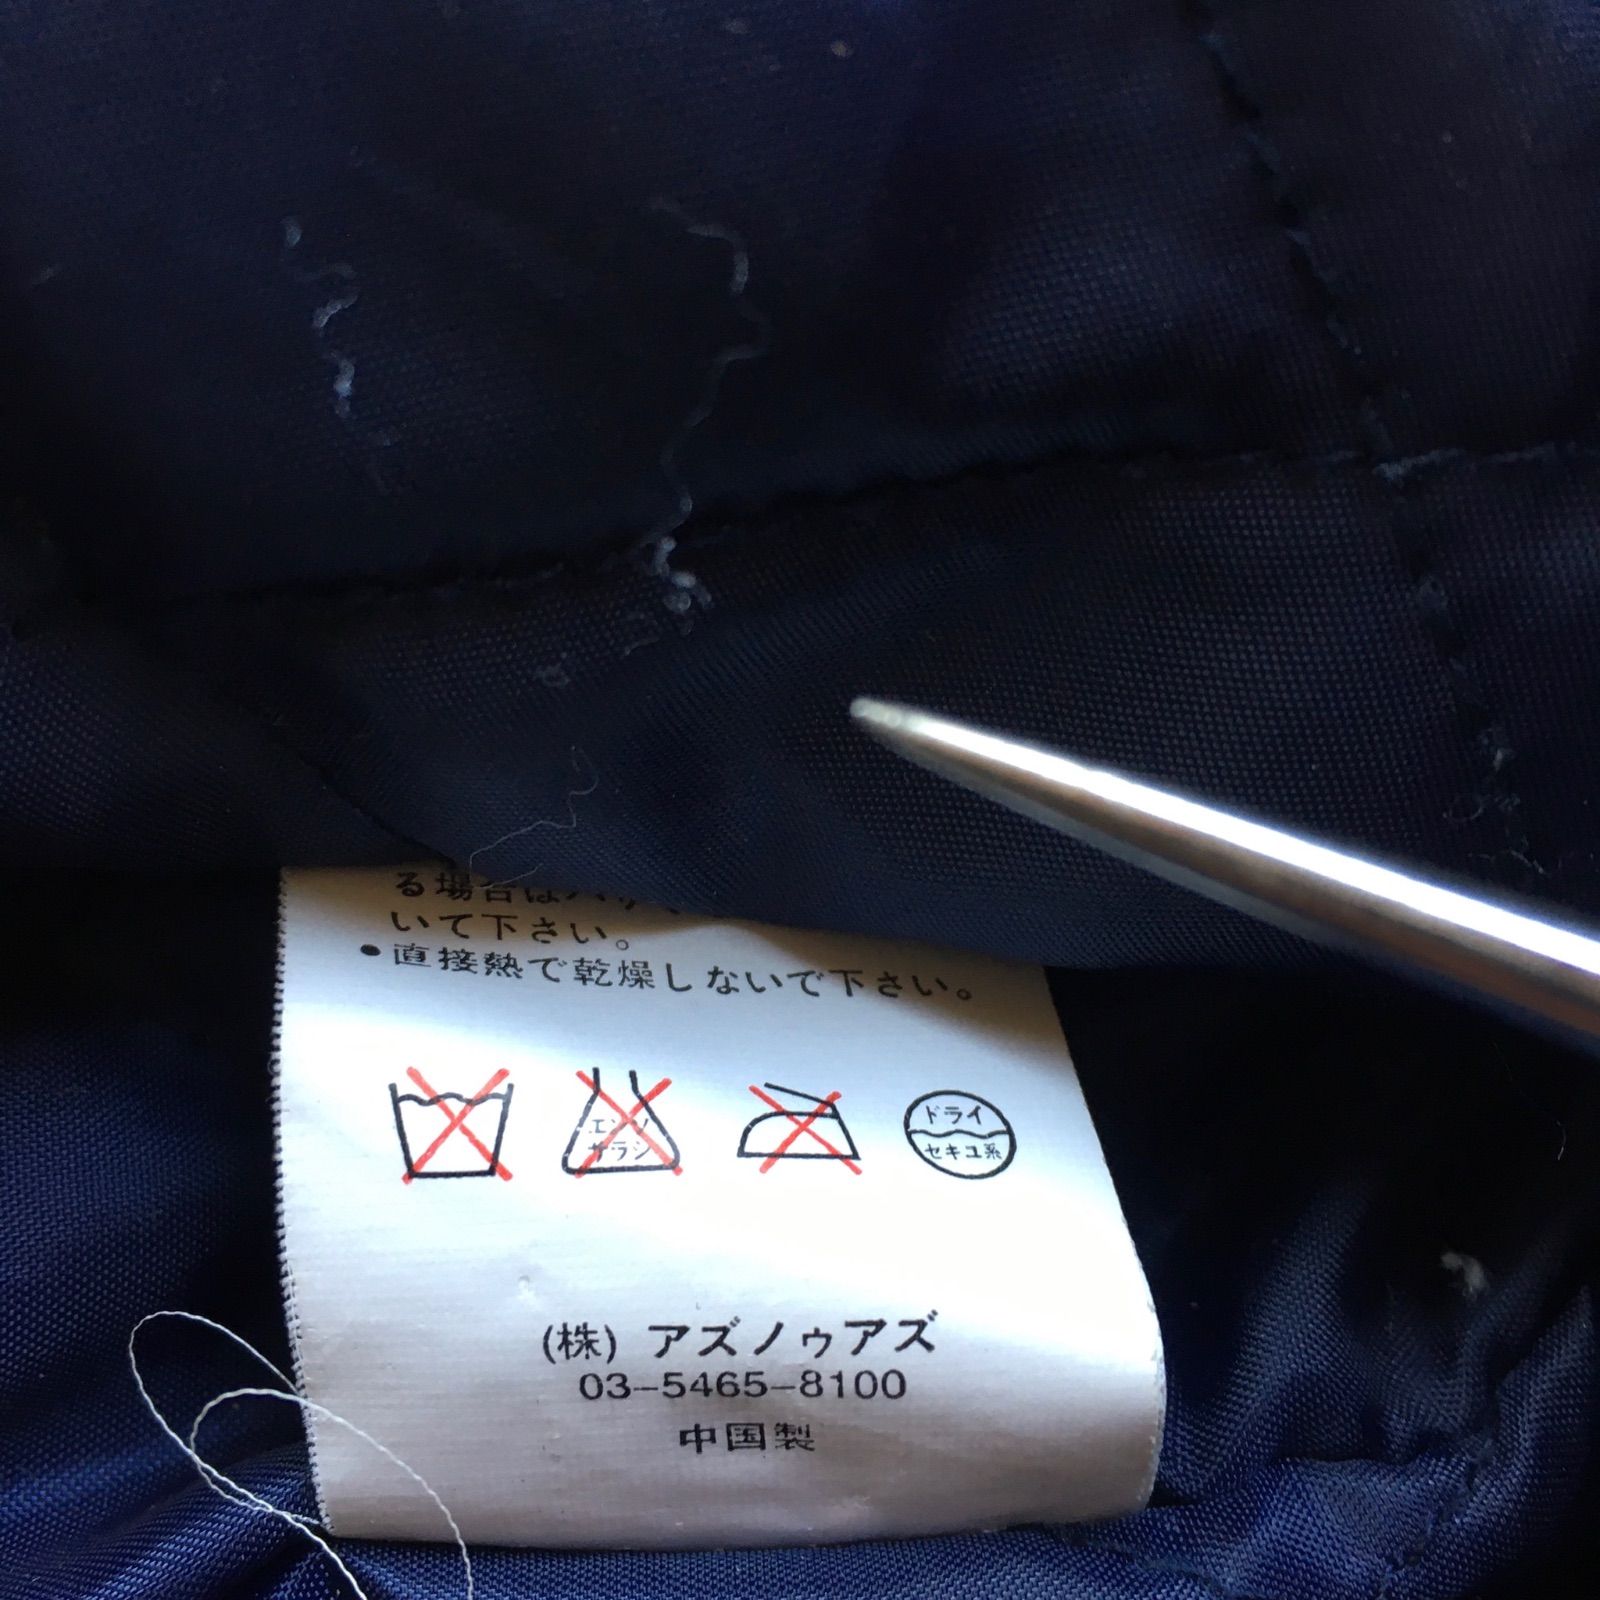 る場合は
いて下さい。
●直接熱で乾燥しないで下さい。
エンソ
サラシ
ドライ
セキユ系
(株) アズノゥアズ
03-5465-8100
中国製